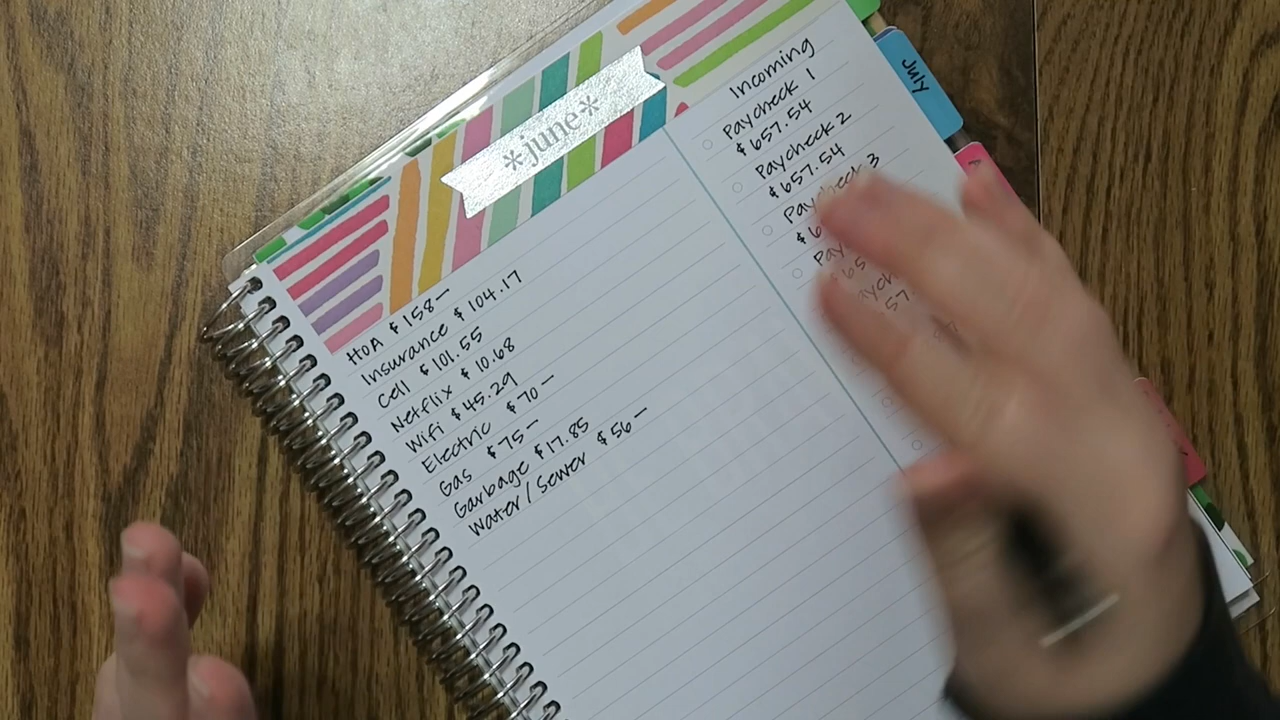 *june*
HOA $158—
Insurance $104.17
Cell $101.55
Netflix $10.68
Wifi $45.29
Electric $70—
Gas $75—
Garbage $17.85
Water/Sewer $56—
Incoming
Paycheck 1
$657.54
Paycheck 2
$657.54
July